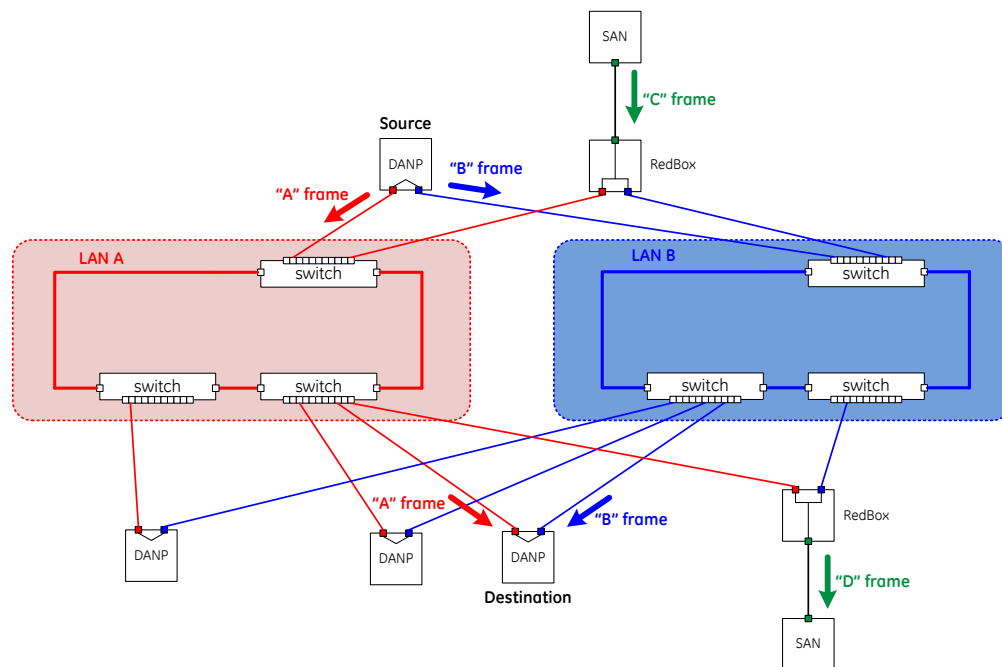 SAN
“C” frame
Source
DANP
“B” frame
RedBox
“A” frame
LAN A
LAN B
switch
switch
switch
switch
switch
switch
“A” frame
“B” frame
RedBox
DANP
DANP
DANP
“D” frame
Destination
SAN